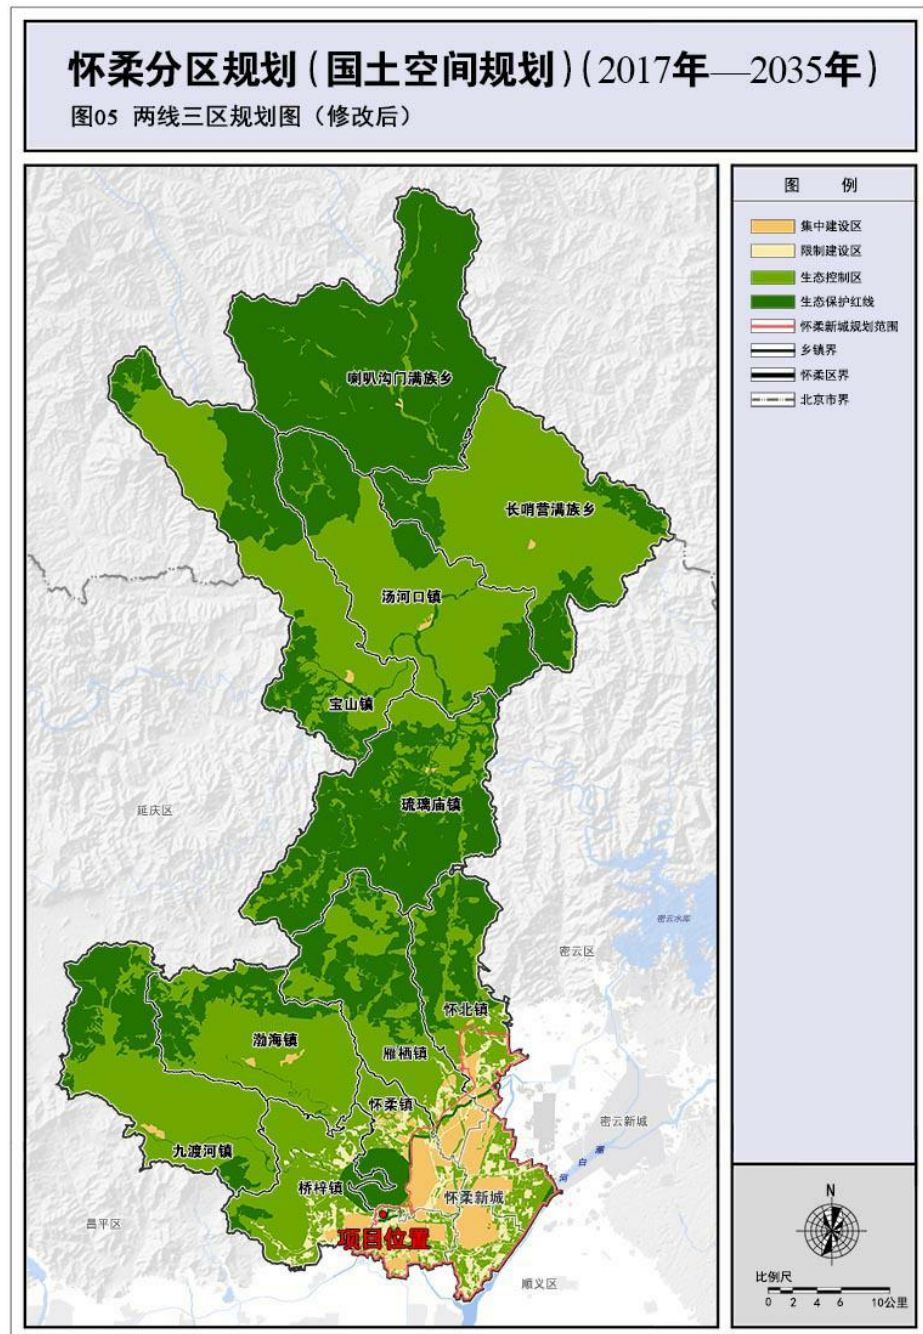 怀柔分区规划(国土空间规划)(2017年—2035年)
图05 两线三区规划图（修改后）
图 例
集中建设区
限制建设区
生态控制区
生态保护红线
怀柔新城规划范围
乡镇界
怀柔区界
北京市界
喇叭沟门满族乡
长哨营满族乡
汤河口镇
宝山镇
琉璃庙镇
延庆区
密云水库
密云区
怀北镇
渤海镇
雁栖镇
怀柔镇
密云新城
九渡河镇
白
潮
河
桥梓镇
怀柔新城
昌平区
项目位置
顺义区
N
比例尺
0 2 4 6 10公里